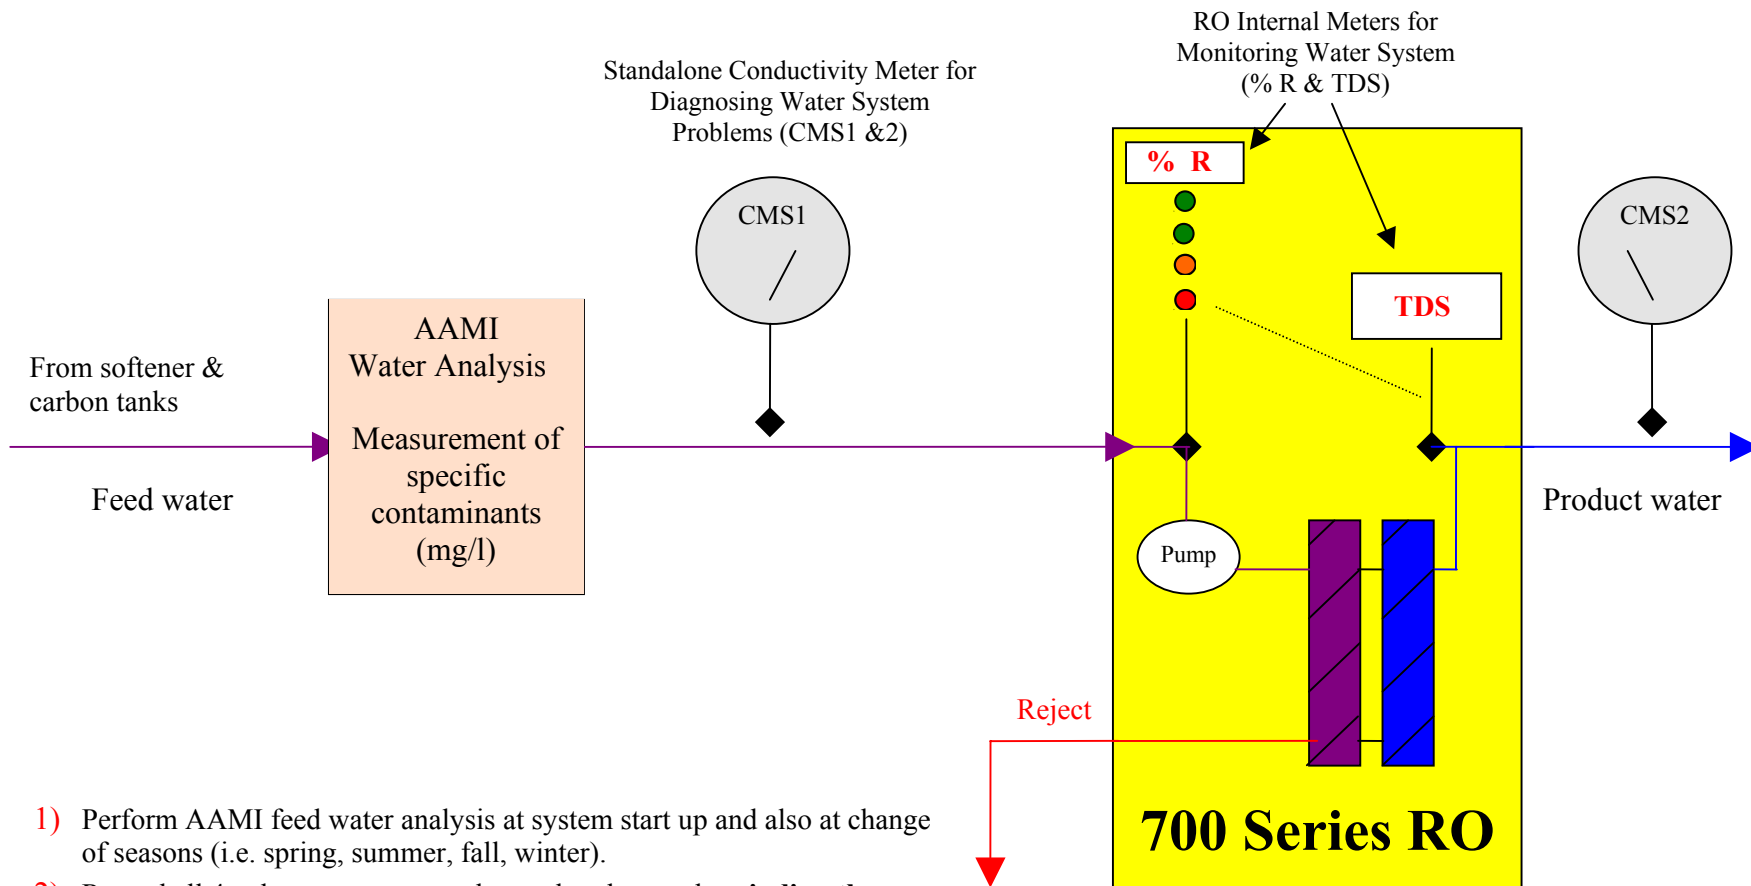 RO Internal Meters for
Monitoring Water System
(% R & TDS)
Standalone Conductivity Meter for
Diagnosing Water System
Problems (CMS1 &2)
% R
CMS1
CMS2
TDS
AAMI
Water Analysis
Measurement of
specific
contaminants
(mg/l)
From softener &
carbon tanks
Feed water
Product water
Pump
Reject
700 Series RO
1) Perform AAMI feed water analysis at system start up and also at change
of seasons (i.e. spring, summer, fall, winter).
2)